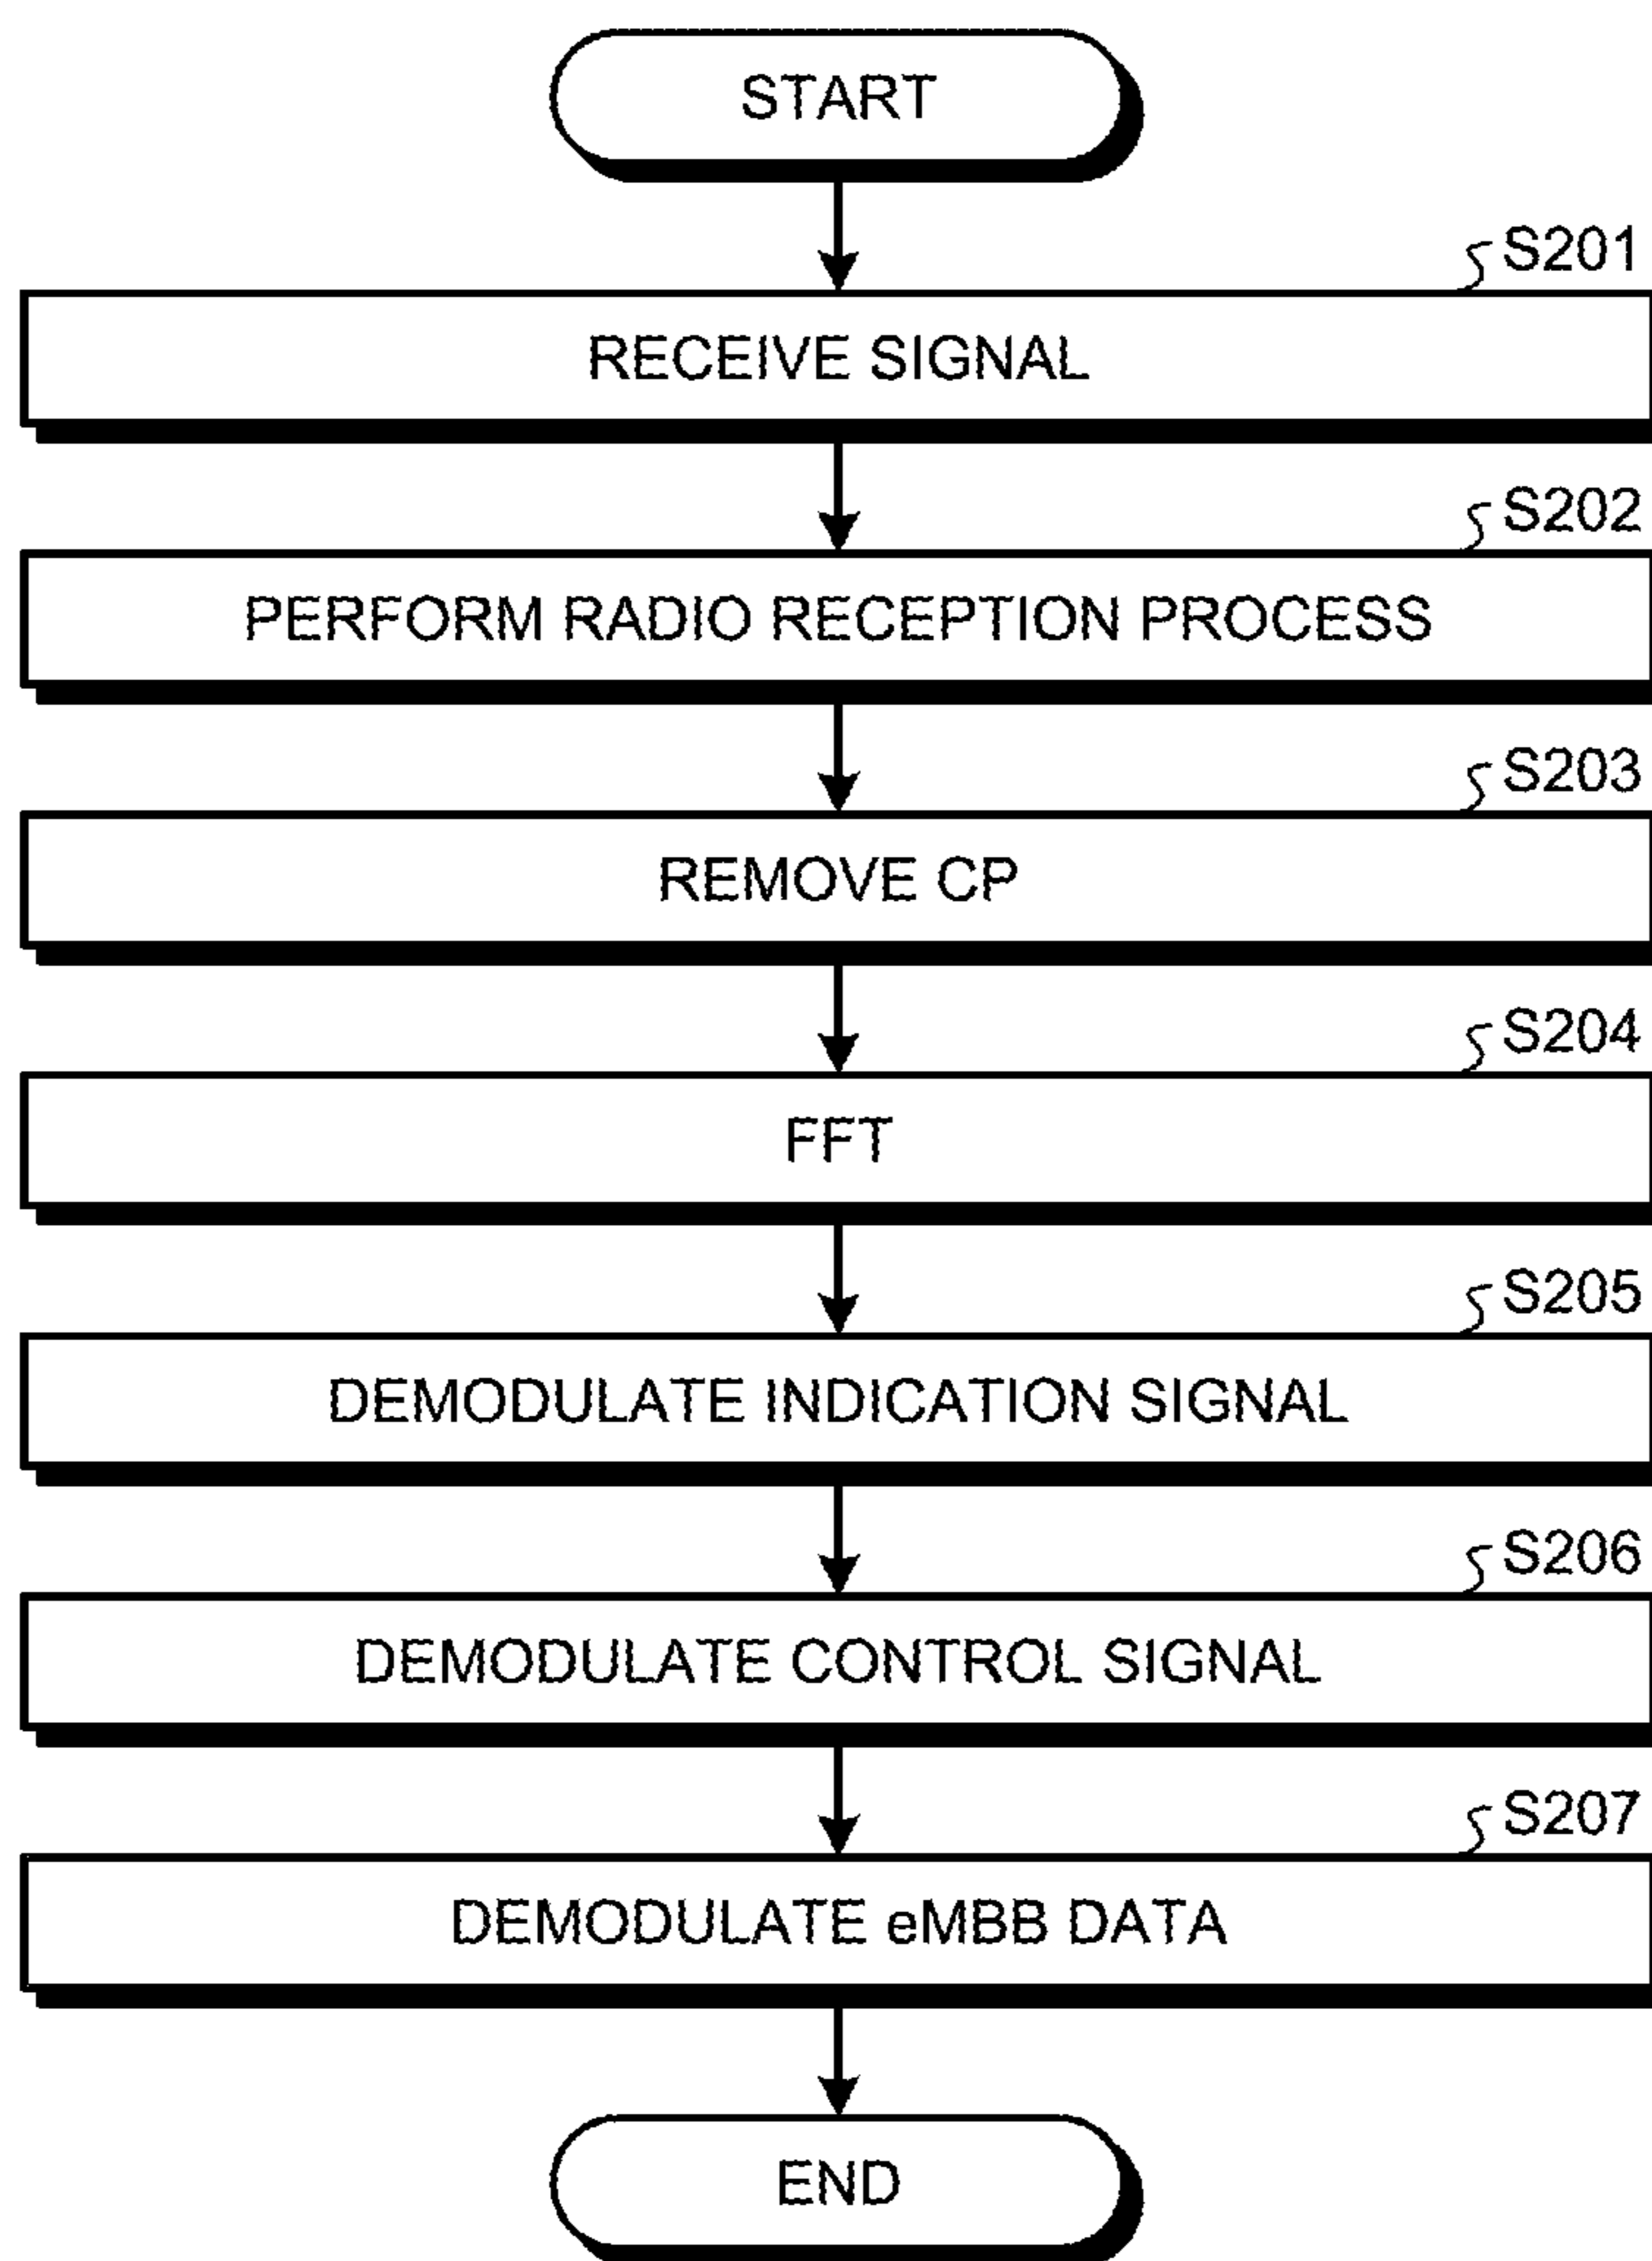 START
S201
RECEIVE SIGNAL
S202
PERFORM RADIO RECEPTION PROCESS
S203
REMOVE CP
S204
FFT
S205
DEMODULATE INDICATION SIGNAL
S206
DEMODULATE CONTROL SIGNAL
S207
DEMODULATE eMBB DATA
END